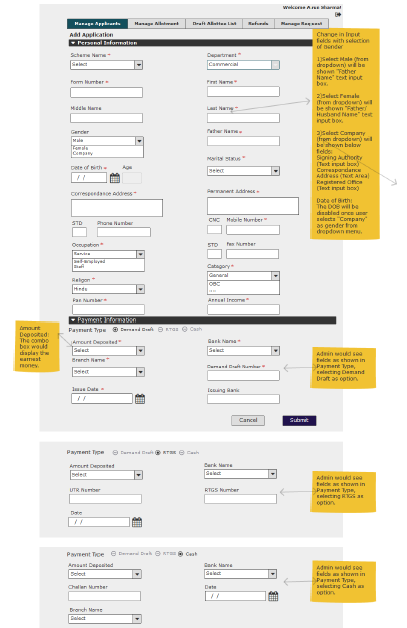 Welcome Arun Sharma!
Manage Applicants Manage Allotment Draft Allottee List Refunds Manage Request
Add Application
Personal Information
Scheme Name *
Select
Department *
Commercial
Form Number *
First Name *
Middle Name
Last Name *
Gender
Male
Female
Company
Father Name *
Date of Birth *
/ /
Age
Marital Status *
Select
Correspondence Address *
Permanent Address *
STD Phone Number
CNC Mobile Number *
Occupation *
Service
Self-Employed
Staff
STD Fax Number
Category *
General
OBC
Religion *
Hindu
Pan Number *
Annual Income *
Payment Information
Payment Type Demand Draft RTGS Cash
Amount Deposited *
Select
Bank Name *
Select
Branch Name *
Select
Demand Draft Number *
Issue Date *
/ /
Issuing Bank
Cancel Submit
Change in Input
fields with selection
of Gender
1)Select Male (from
dropdown) will be
shown "Father
Name" text input
box.
2)Select Female
(from dropdown) will
be shown "Father/
Husband Name" text
input box.
3)Select Company
(from dropdown) will
be shown below
fields:
Signing Authority
(Text input box)
Correspondence
Address (Text Area)
Registered Office
(Text input box)
Date of Birth:
The DOB will be
disabled once user
selects "Company"
as gender from
dropdown menu.
Amount
Deposited:
The combo
box would
display the
earnest
money.
Admin would see
fields as shown in
Payment Type,
selecting Demand
Draft as option.
Payment Type Demand Draft RTGS Cash
Amount Deposited
Select
Bank Name
Select
UTR Number
RTGS Number
Date
/ /
Admin would see
fields as shown in
Payment Type,
selecting RTGS as
option.
Payment Type Demand Draft RTGS Cash
Amount Deposited
Select
Bank Name
Select
Challan Number
Date
/ /
Branch Name
Select
Admin would see
fields as shown in
Payment Type,
selecting Cash as
option.